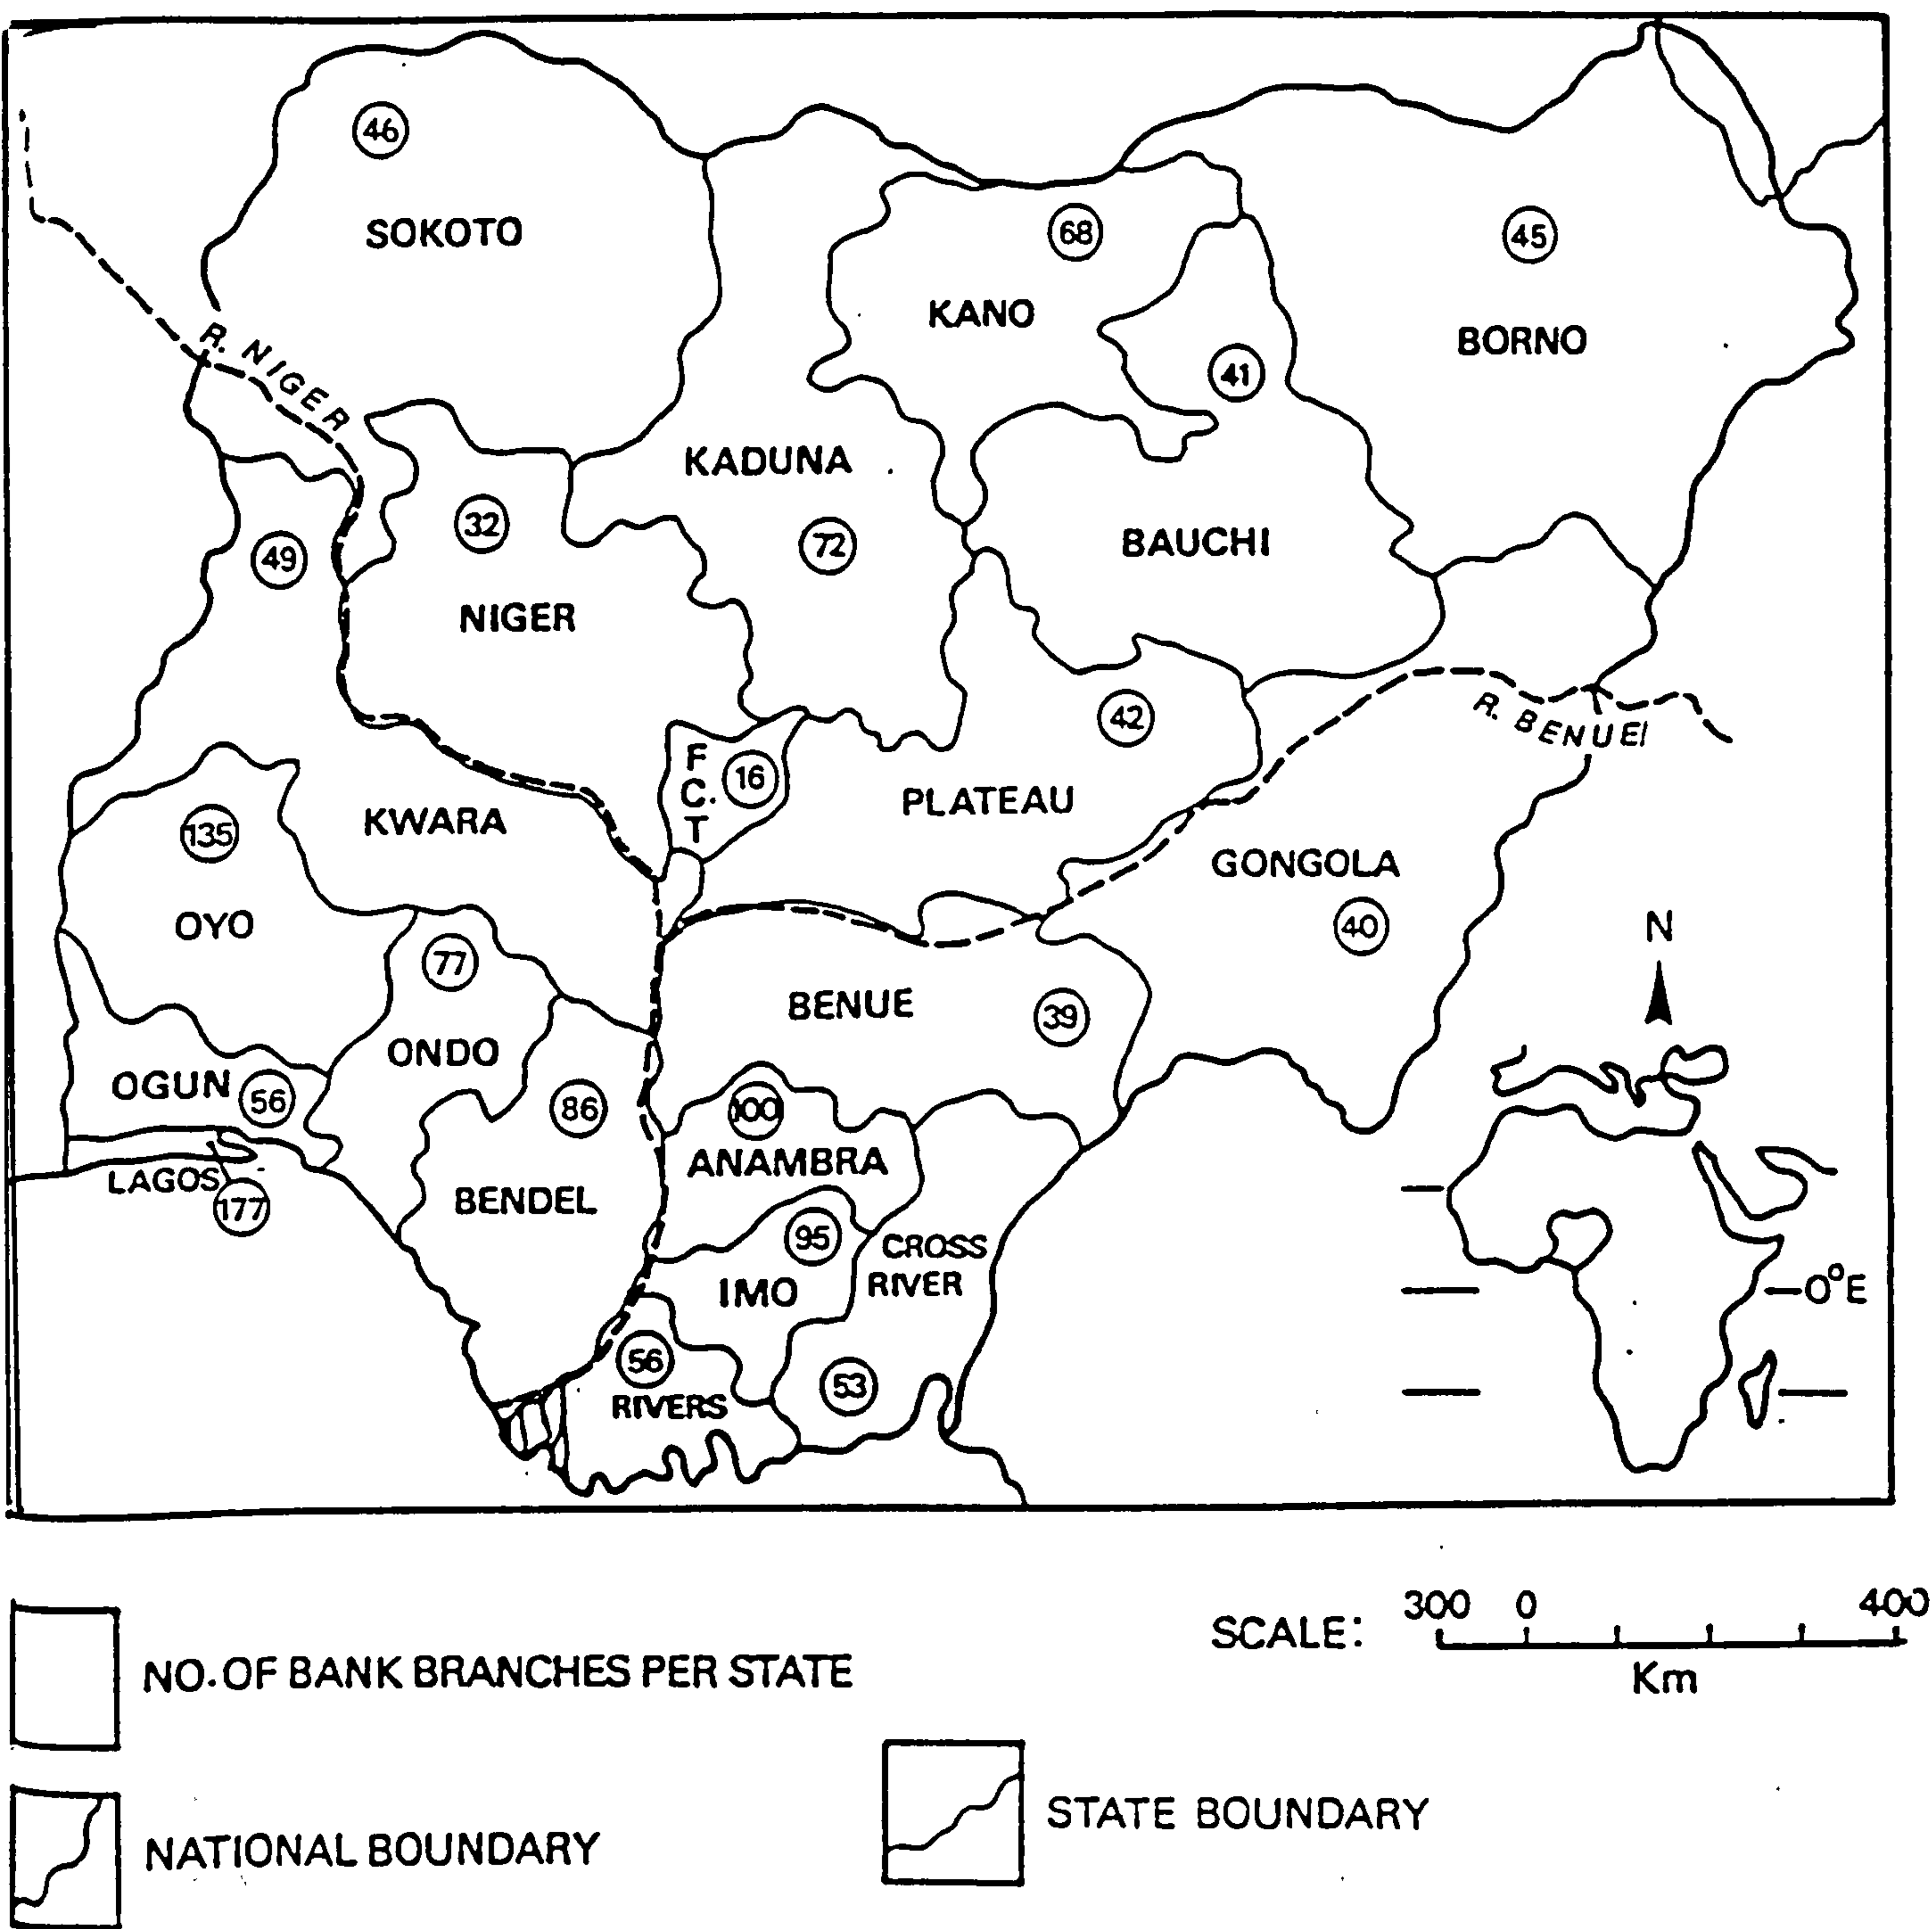 46
SOKOTO
68
45
KANO
BORNO
R. NIGER
41
KADUNA
32
72
BAUCHI
49
NIGER
42
R. BENUE
F
C.
T
16
PLATEAU
KWARA
135
GONGOLA
OYO
40
N
77
BENUE
39
ONDO
OGUN
56
86
100
ANAMBRA
LAGOS
177
BENDEL
95
CROSS
RIVER
IMO
0°E
56
RIVERS
53
SCALE:
300 0 400
Km
NO. OF BANK BRANCHES PER STATE
STATE BOUNDARY
NATIONAL BOUNDARY